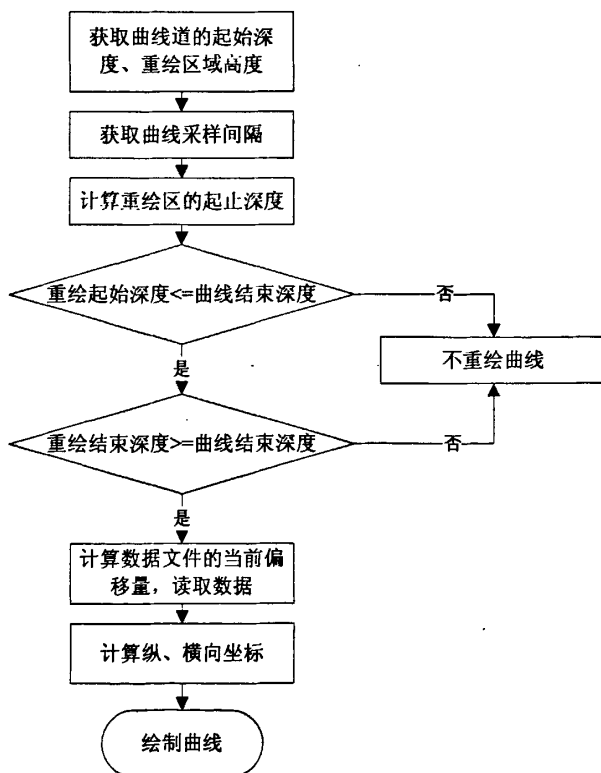 获取曲线道的起始深
度、重绘区域高度
获取曲线采样间隔
计算重绘区的起止深度
重绘起始深度<=曲线结束深度
否
不重绘曲线
是
重绘结束深度>=曲线结束深度
否
是
计算数据文件的当前偏
移量，读取数据
计算纵、横向坐标
绘制曲线